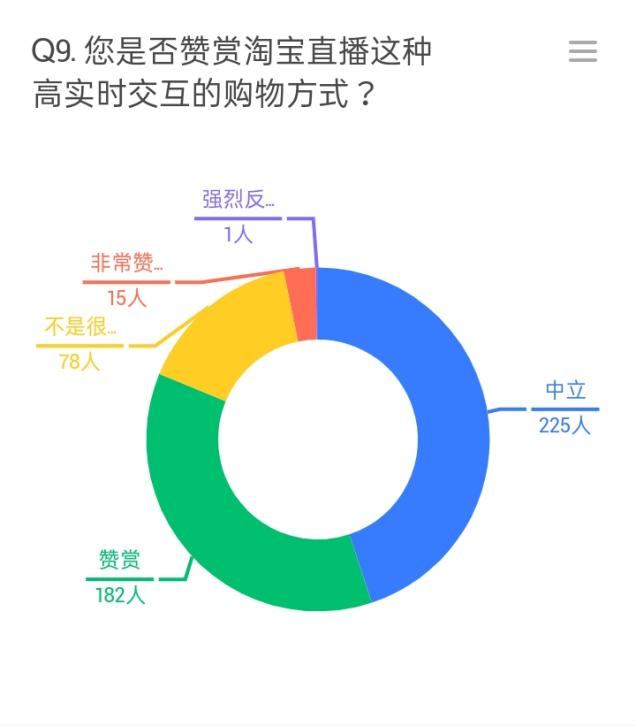 Q9. 您是否赞赏淘宝直播这种
高实时交互的购物方式？
强烈反...
1人
非常赞...
15人
不是很...
78人
中立
225人
赞赏
182人